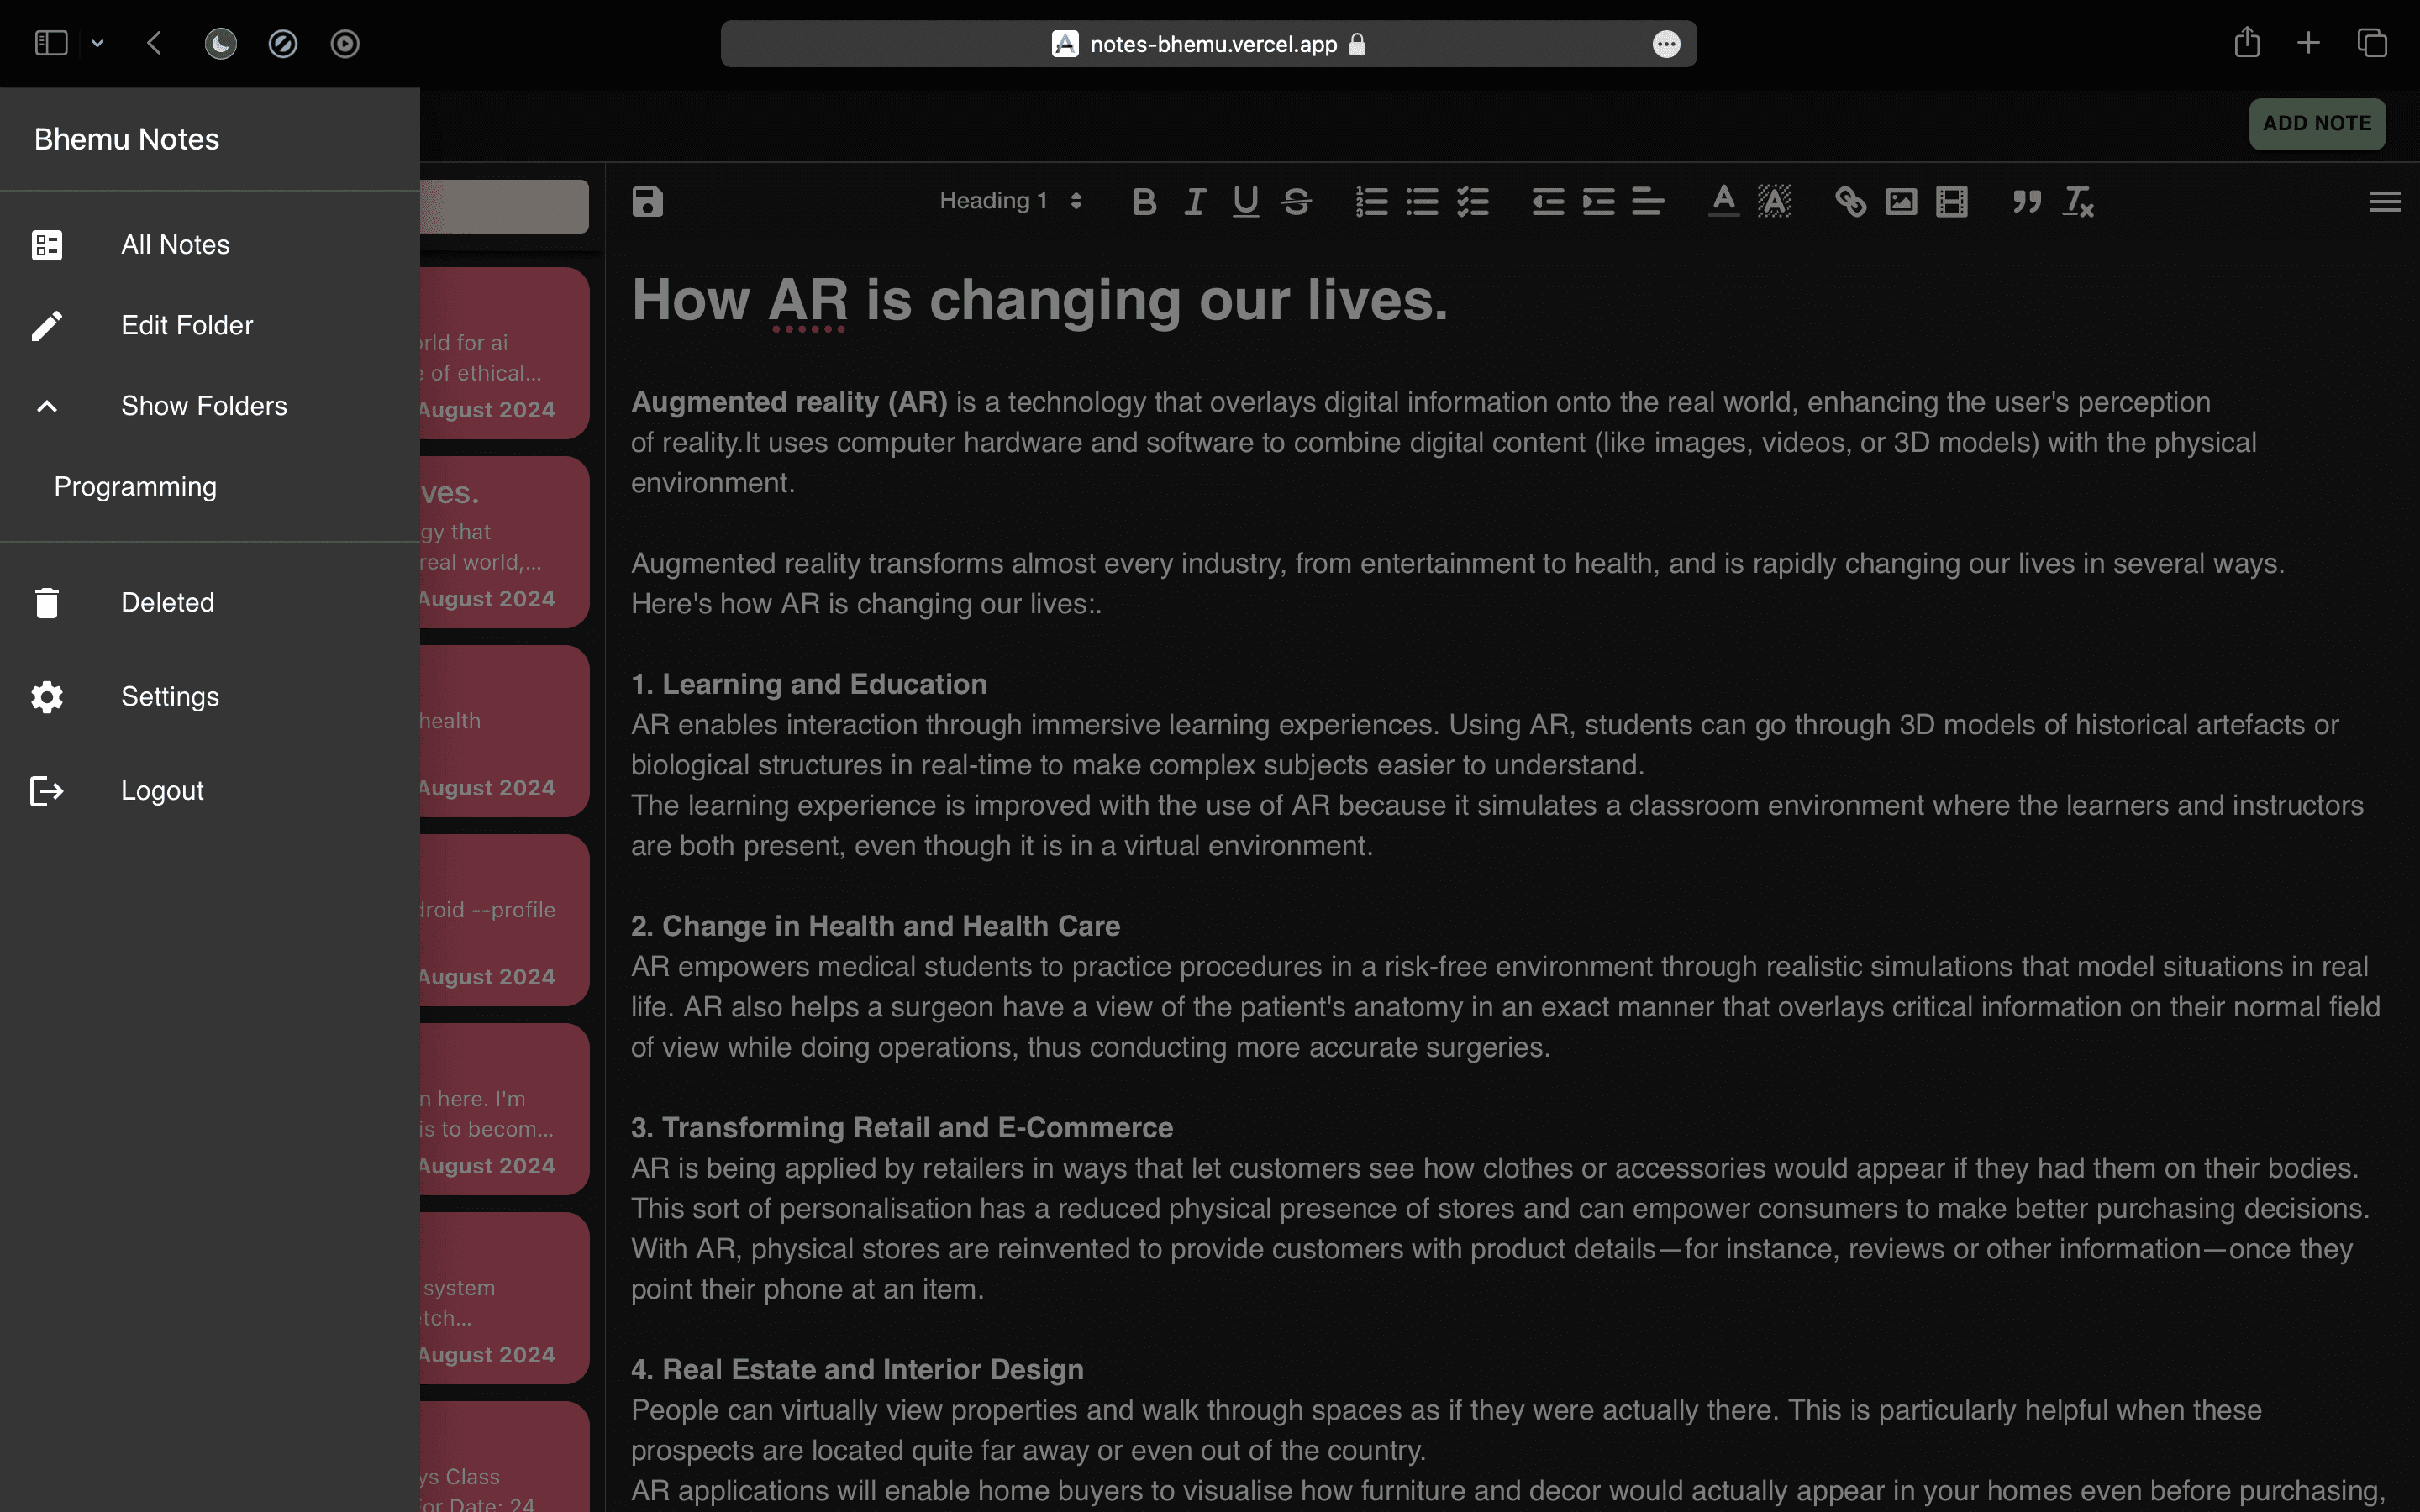 notes-bhemu.vercel.app
Bhemu Notes
All Notes
Edit Folder
Show Folders
Programming
Deleted
Settings
Logout
ADD NOTE
for ai
of ethical...
August 2024
gy that
real world,...
August 2024
health
August 2024
--profile
August 2024
here. I'm
is to becom...
August 2024
system
August 2024
Class
Date: 24
Heading 1
How AR is changing our lives.
Augmented reality (AR) is a technology that overlays digital information onto the real world, enhancing the user's perception
of reality.It uses computer hardware and software to combine digital content (like images, videos, or 3D models) with the physical
environment.
Augmented reality transforms almost every industry, from entertainment to health, and is rapidly changing our lives in several ways.
Here's how AR is changing our lives:.
1. Learning and Education
AR enables interaction through immersive learning experiences. Using AR, students can go through 3D models of historical artefacts or
biological structures in real-time to make complex subjects easier to understand.
The learning experience is improved with the use of AR because it simulates a classroom environment where the learners and instructors
are both present, even though it is in a virtual environment.
2. Change in Health and Health Care
AR empowers medical students to practice procedures in a risk-free environment through realistic simulations that model situations in real
life. AR also helps a surgeon have a view of the patient's anatomy in an exact manner that overlays critical information on their normal field
of view while doing operations, thus conducting more accurate surgeries.
3. Transforming Retail and E-Commerce
AR is being applied by retailers in ways that let customers see how clothes or accessories would appear if they had them on their bodies.
This sort of personalisation has a reduced physical presence of stores and can empower consumers to make better purchasing decisions.
With AR, physical stores are reinvented to provide customers with product details—for instance, reviews or other information—once they
point their phone at an item.
4. Real Estate and Interior Design
People can virtually view properties and walk through spaces as if they were actually there. This is particularly helpful when these
prospects are located quite far away or even out of the country.
AR applications will enable home buyers to visualise how furniture and decor would actually appear in your homes even before purchasing,